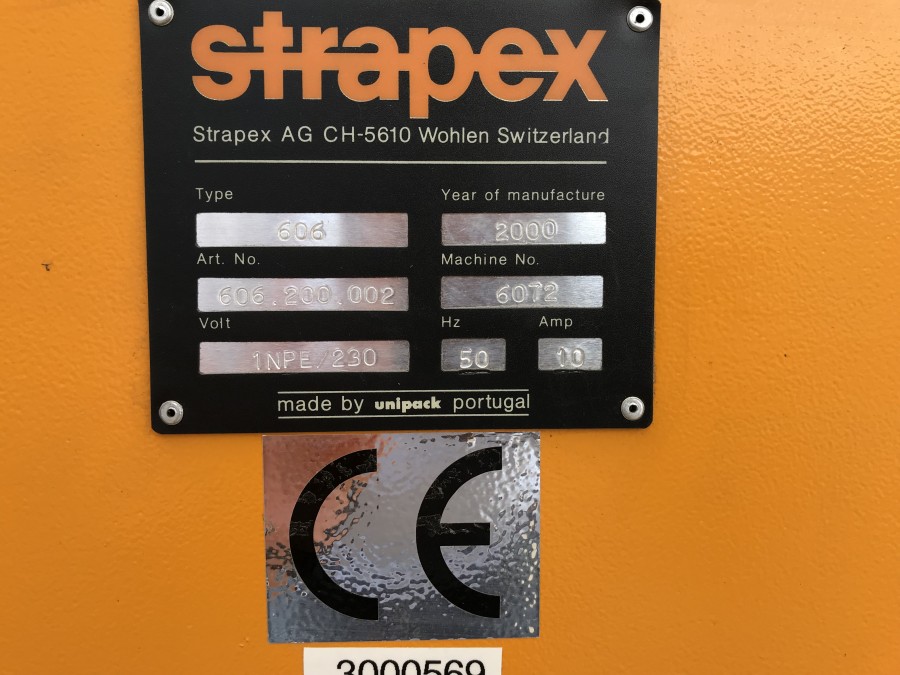 strapex
Strapex AG CH-5610 Wohlen Switzerland
Type Year of manufacture
606 2000
Art. No. Machine No.
606.200.002 6072
Volt Hz Amp
1NPE/230 50 10
made by unipack portugal
CE
3000569